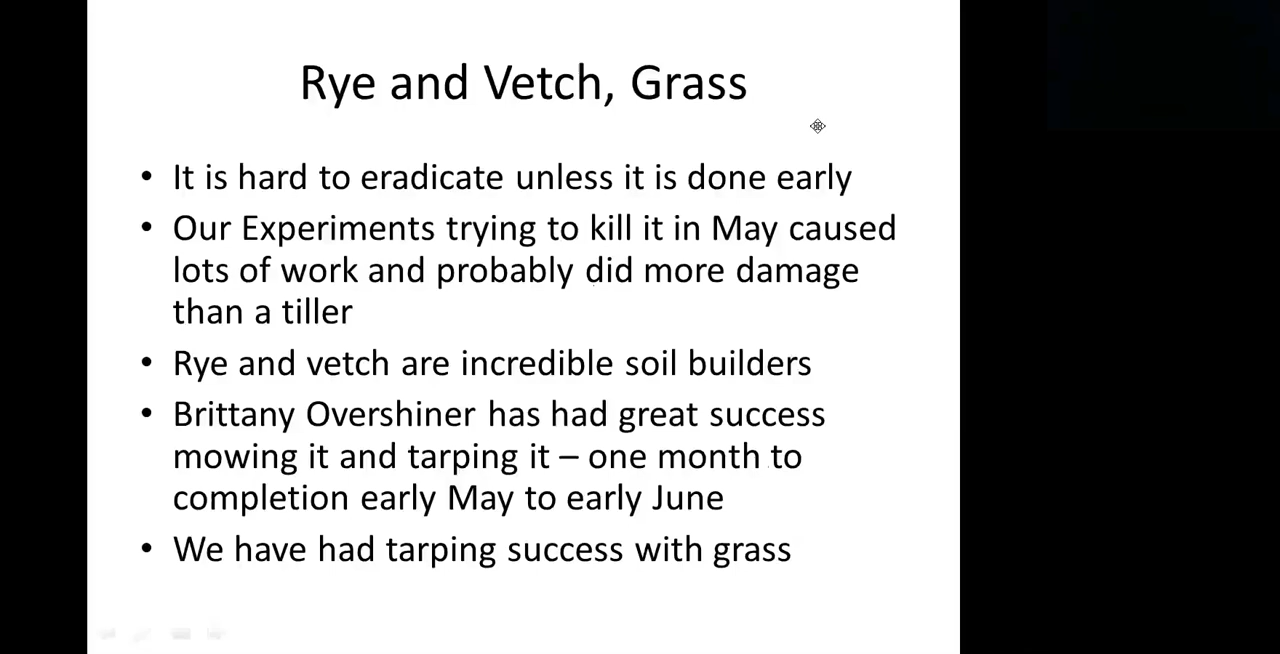 Rye and Vetch, Grass
• It is hard to eradicate unless it is done early
• Our Experiments trying to kill it in May caused
lots of work and probably did more damage
than a tiller
• Rye and vetch are incredible soil builders
• Brittany Overshiner has had great success
mowing it and tarping it – one month to
completion early May to early June
• We have had tarping success with grass